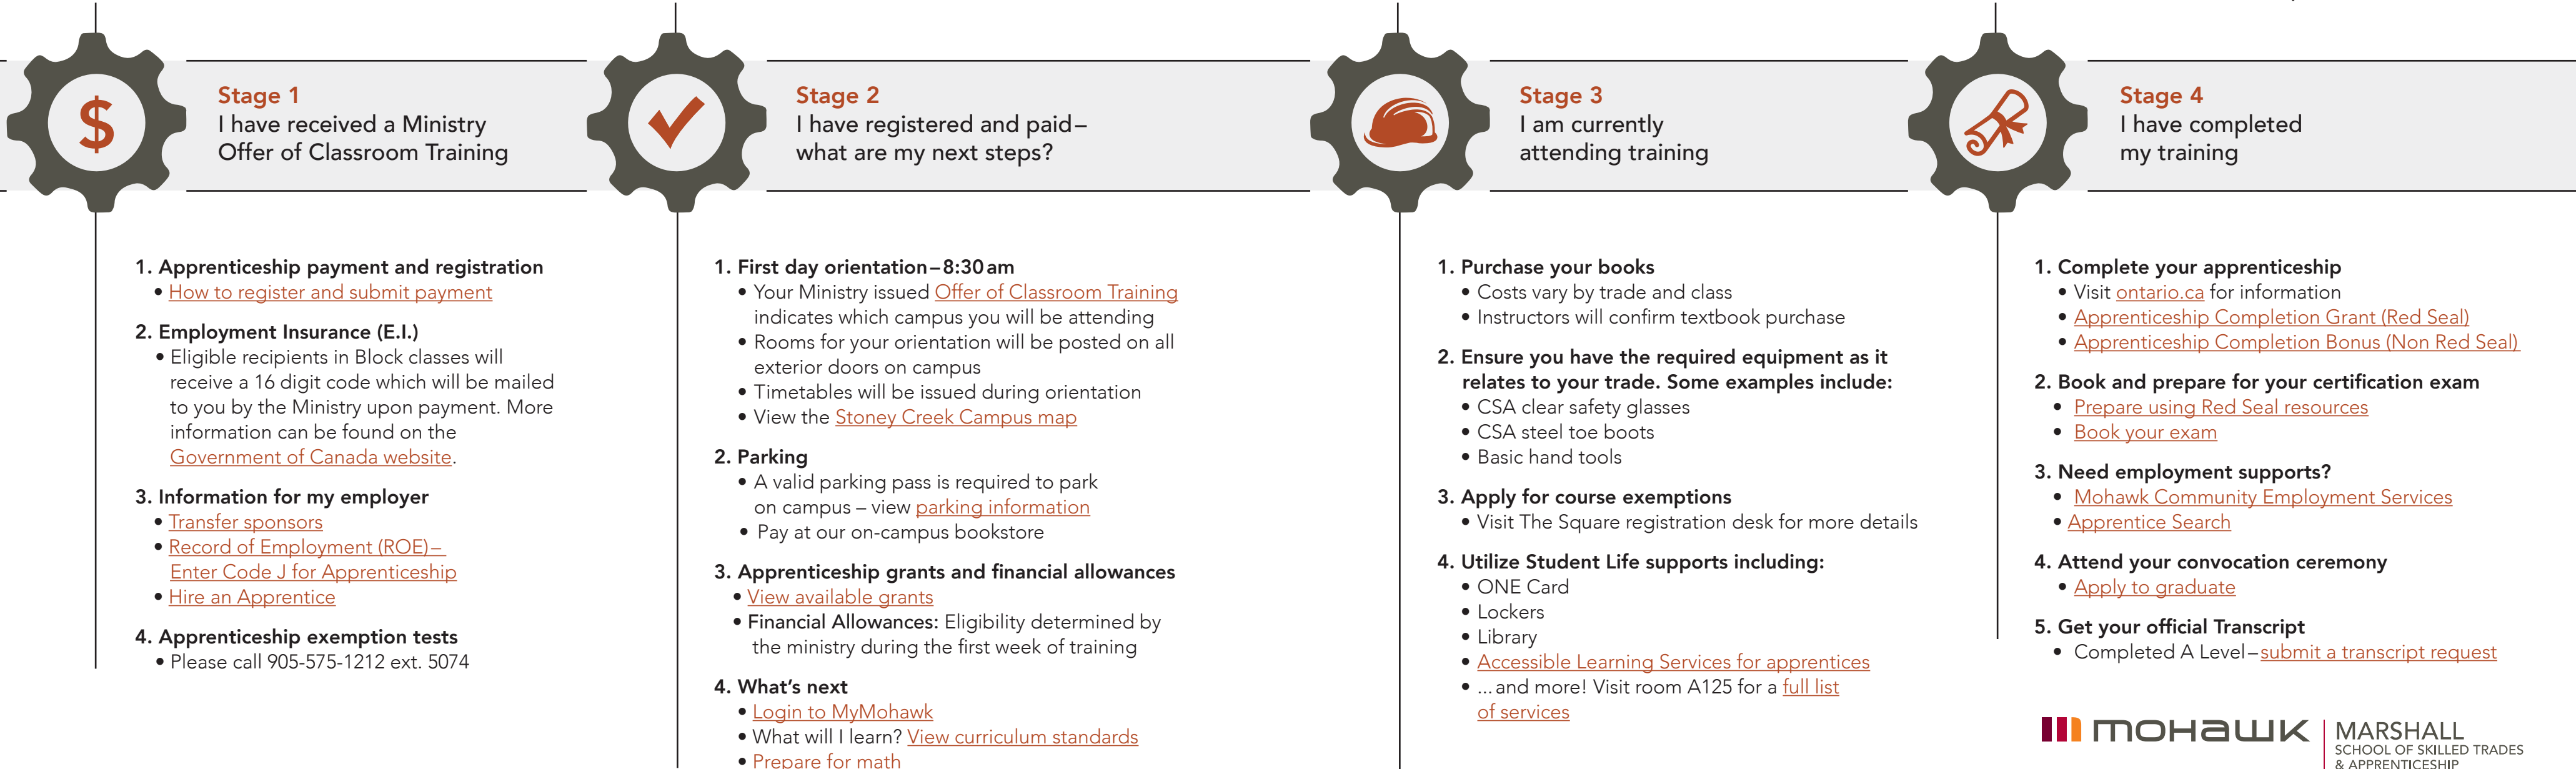 $
Stage 1
I have received a Ministry
Offer of Classroom Training
1. Apprenticeship payment and registration
• How to register and submit payment
2. Employment Insurance (E.I.)
• Eligible recipients in Block classes will
receive a 16 digit code which will be mailed
to you by the Ministry upon payment. More
information can be found on the
Government of Canada website.
3. Information for my employer
• Transfer sponsors
• Record of Employment (ROE)–
Enter Code J for Apprenticeship
• Hire an Apprentice
4. Apprenticeship exemption tests
• Please call 905-575-1212 ext. 5074
Stage 2
I have registered and paid–
what are my next steps?
1. First day orientation–8:30am
• Your Ministry issued Offer of Classroom Training
indicates which campus you will be attending
• Rooms for your orientation will be posted on all
exterior doors on campus
• Timetables will be issued during orientation
• View the Stoney Creek Campus map
2. Parking
• A valid parking pass is required to park
on campus – view parking information
• Pay at our on-campus bookstore
3. Apprenticeship grants and financial allowances
• View available grants
• Financial Allowances: Eligibility determined by
the ministry during the first week of training
4. What's next
• Login to MyMohawk
• What will I learn? View curriculum standards
• Prepare for math
Stage 3
I am currently
attending training
1. Purchase your books
• Costs vary by trade and class
• Instructors will confirm textbook purchase
2. Ensure you have the required equipment as it
relates to your trade. Some examples include:
• CSA clear safety glasses
• CSA steel toe boots
• Basic hand tools
3. Apply for course exemptions
• Visit The Square registration desk for more details
4. Utilize Student Life supports including:
• ONE Card
• Lockers
• Library
• Accessible Learning Services for apprentices
• ...and more! Visit room A125 for a full list
of services
Stage 4
I have completed
my training
1. Complete your apprenticeship
• Visit ontario.ca for information
• Apprenticeship Completion Grant (Red Seal)
• Apprenticeship Completion Bonus (Non Red Seal)
2. Book and prepare for your certification exam
• Prepare using Red Seal resources
• Book your exam
3. Need employment supports?
• Mohawk Community Employment Services
• Apprentice Search
4. Attend your convocation ceremony
• Apply to graduate
5. Get your official Transcript
• Completed A Level–submit a transcript request
mohawk
MARSHALL
SCHOOL OF SKILLED TRADES
& APPRENTICESHIP